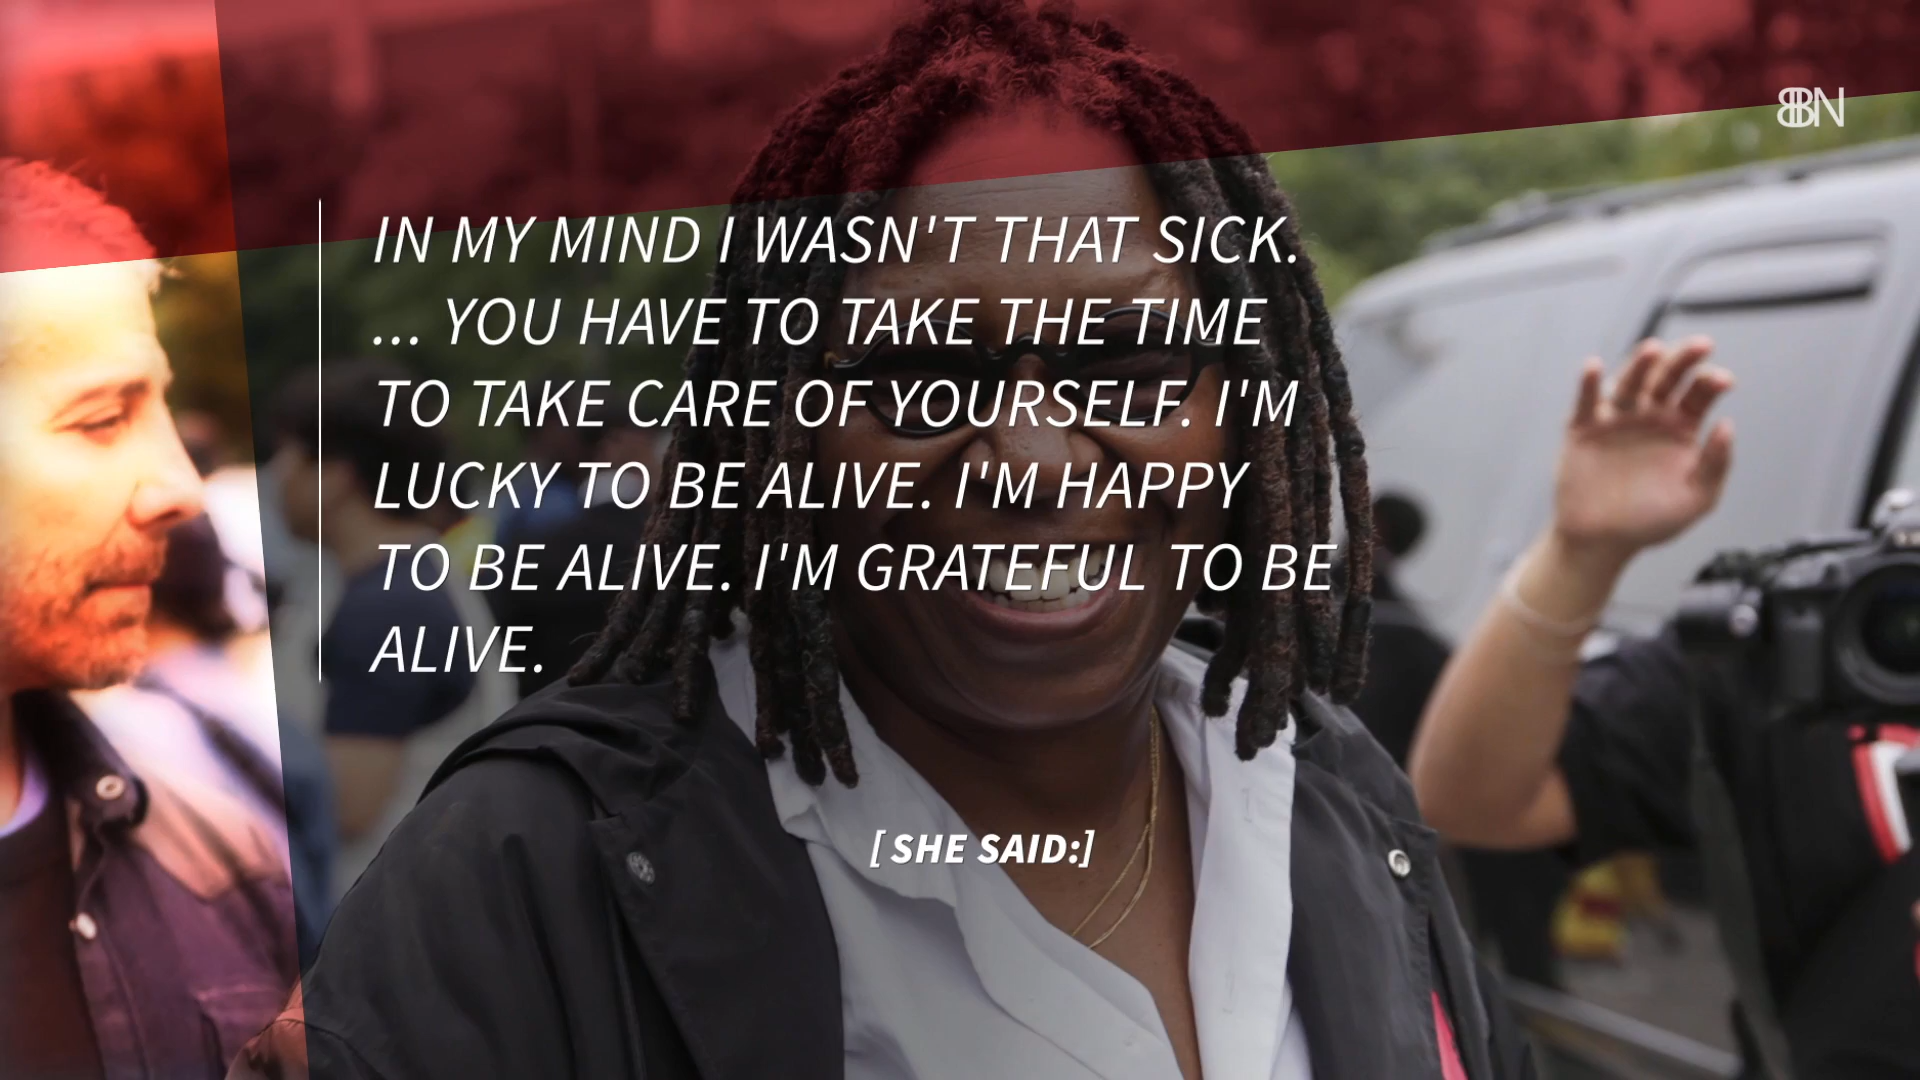 BBN
IN MY MIND I WASN'T THAT SICK.
... YOU HAVE TO TAKE THE TIME
TO TAKE CARE OF YOURSELF. I'M
LUCKY TO BE ALIVE. I'M HAPPY
TO BE ALIVE. I'M GRATEFUL TO BE
ALIVE.
[ SHE SAID:]